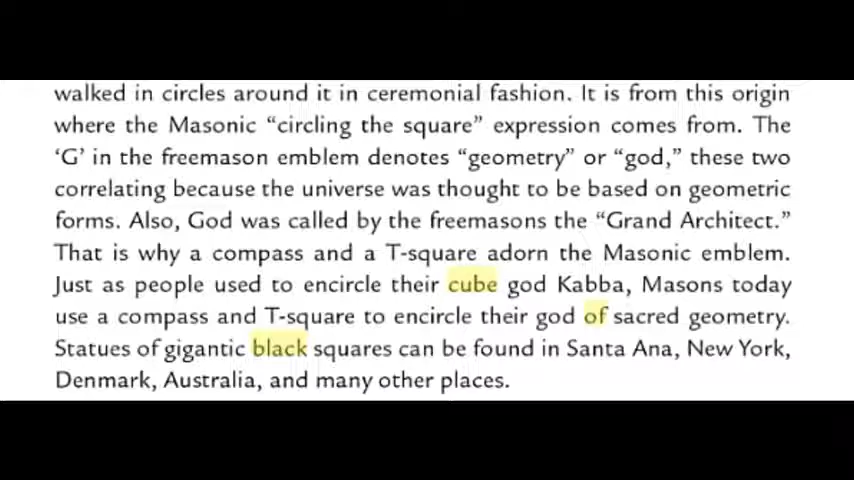 walked in circles around it in ceremonial fashion. It is from this origin
where the Masonic “circling the square” expression comes from. The
‘G’ in the freemason emblem denotes “geometry” or “god,” these two
correlating because the universe was thought to be based on geometric
forms. Also, God was called by the freemasons the “Grand Architect.”
That is why a compass and a T-square adorn the Masonic emblem.
Just as people used to encircle their cube god Kabba, Masons today
use a compass and T-square to encircle their god of sacred geometry.
Statues of gigantic black squares can be found in Santa Ana, New York,
Denmark, Australia, and many other places.